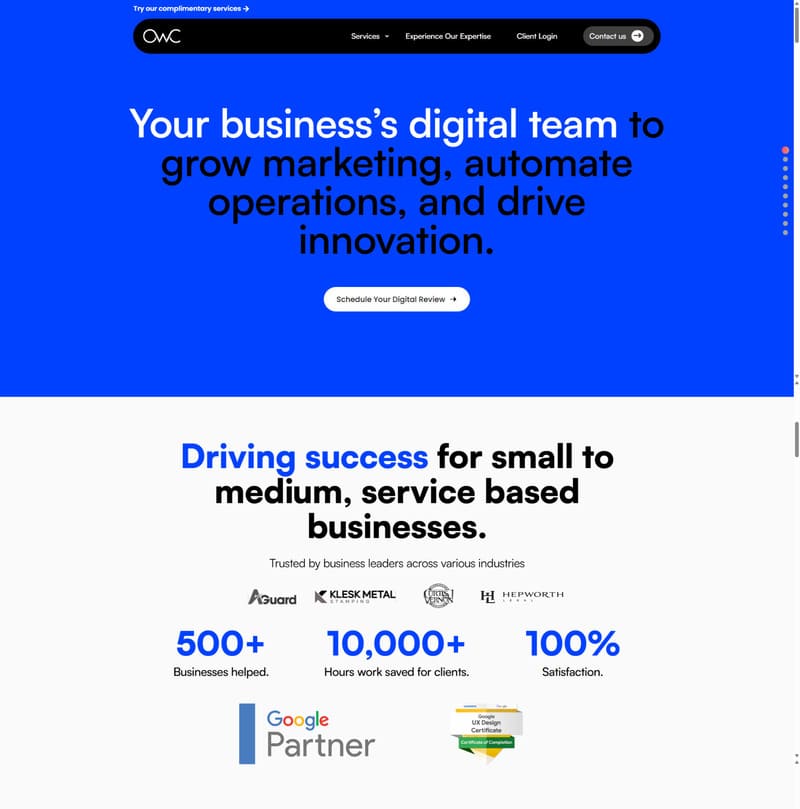 Try our complimentary services →
OWC
Services Experience Our Expertise Client Login Contact us →
Your business’s digital team to
grow marketing, automate
operations, and drive
innovation.
Schedule Your Digital Review →
Driving success for small to
medium, service based
businesses.
Trusted by business leaders across various industries
AGuard
KLESK METAL
STAMPING
CURTIS
VERNON
HL
HEPWORTH
LEGAL
500+ 10,000+ 100%
Businesses helped. Hours work saved for clients. Satisfaction.
Google
Partner
Google
UX Design
Certificate
Certificate of Completion